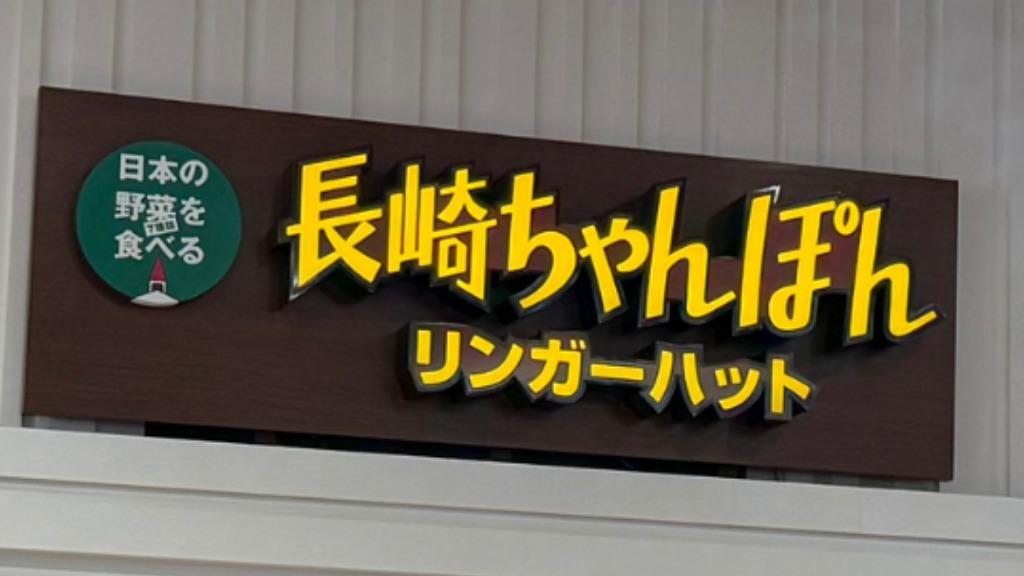 日本の
野菜を
食べる
長崎ちゃんぽん
リンガーハット